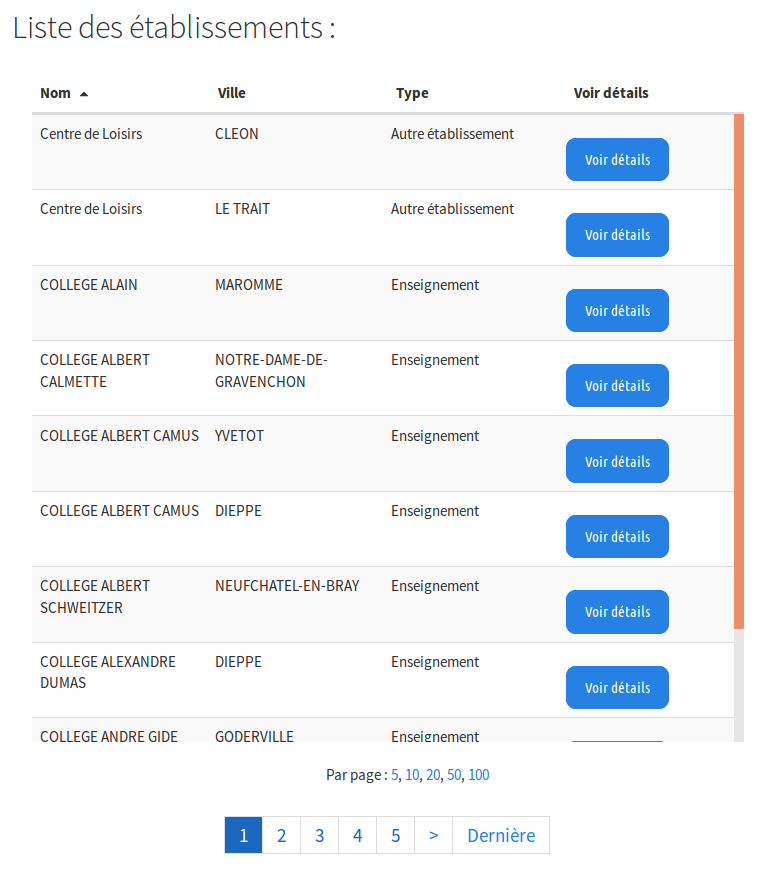 Liste des établissements :
Nom Ville Type Voir détails
Centre de Loisirs CLEON Autre établissement
Voir détails
Centre de Loisirs LE TRAIT Autre établissement
Voir détails
COLLEGE ALAIN MAROMME Enseignement
Voir détails
COLLEGE ALBERT NOTRE-DAME-DE- Enseignement
CALMETTE GRAVENCHON
Voir détails
COLLEGE ALBERT CAMUS YVETOT Enseignement
Voir détails
COLLEGE ALBERT CAMUS DIEPPE Enseignement
Voir détails
COLLEGE ALBERT NEUFCHATEL-EN-BRAY Enseignement
SCHWEITZER
Voir détails
COLLEGE ALEXANDRE DIEPPE Enseignement
DUMAS
Voir détails
COLLEGE ANDRE GIDE GODERVILLE Enseignement
Par page : 5, 10, 20, 50, 100
1 2 3 4 5 > Dernière